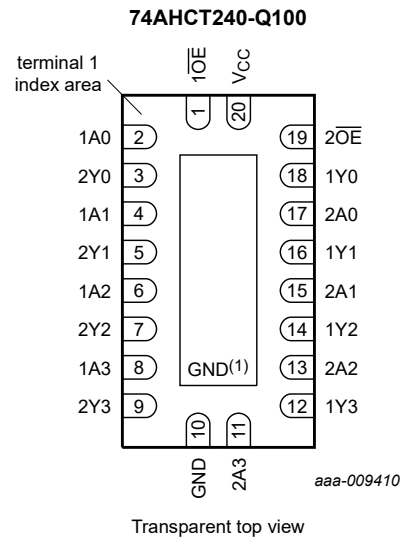 74AHCT240-Q100
terminal 1
index area
1O̅E̅
VCC
1
20
1A0 2
19 2O̅E̅
2Y0 3
18 1Y0
1A1 4
17 2A0
2Y1 5
16 1Y1
1A2 6
15 2A1
2Y2 7
14 1Y2
1A3 8
GND(1)
13 2A2
2Y3 9
12 1Y3
10
11
GND
2A3
aaa-009410
Transparent top view